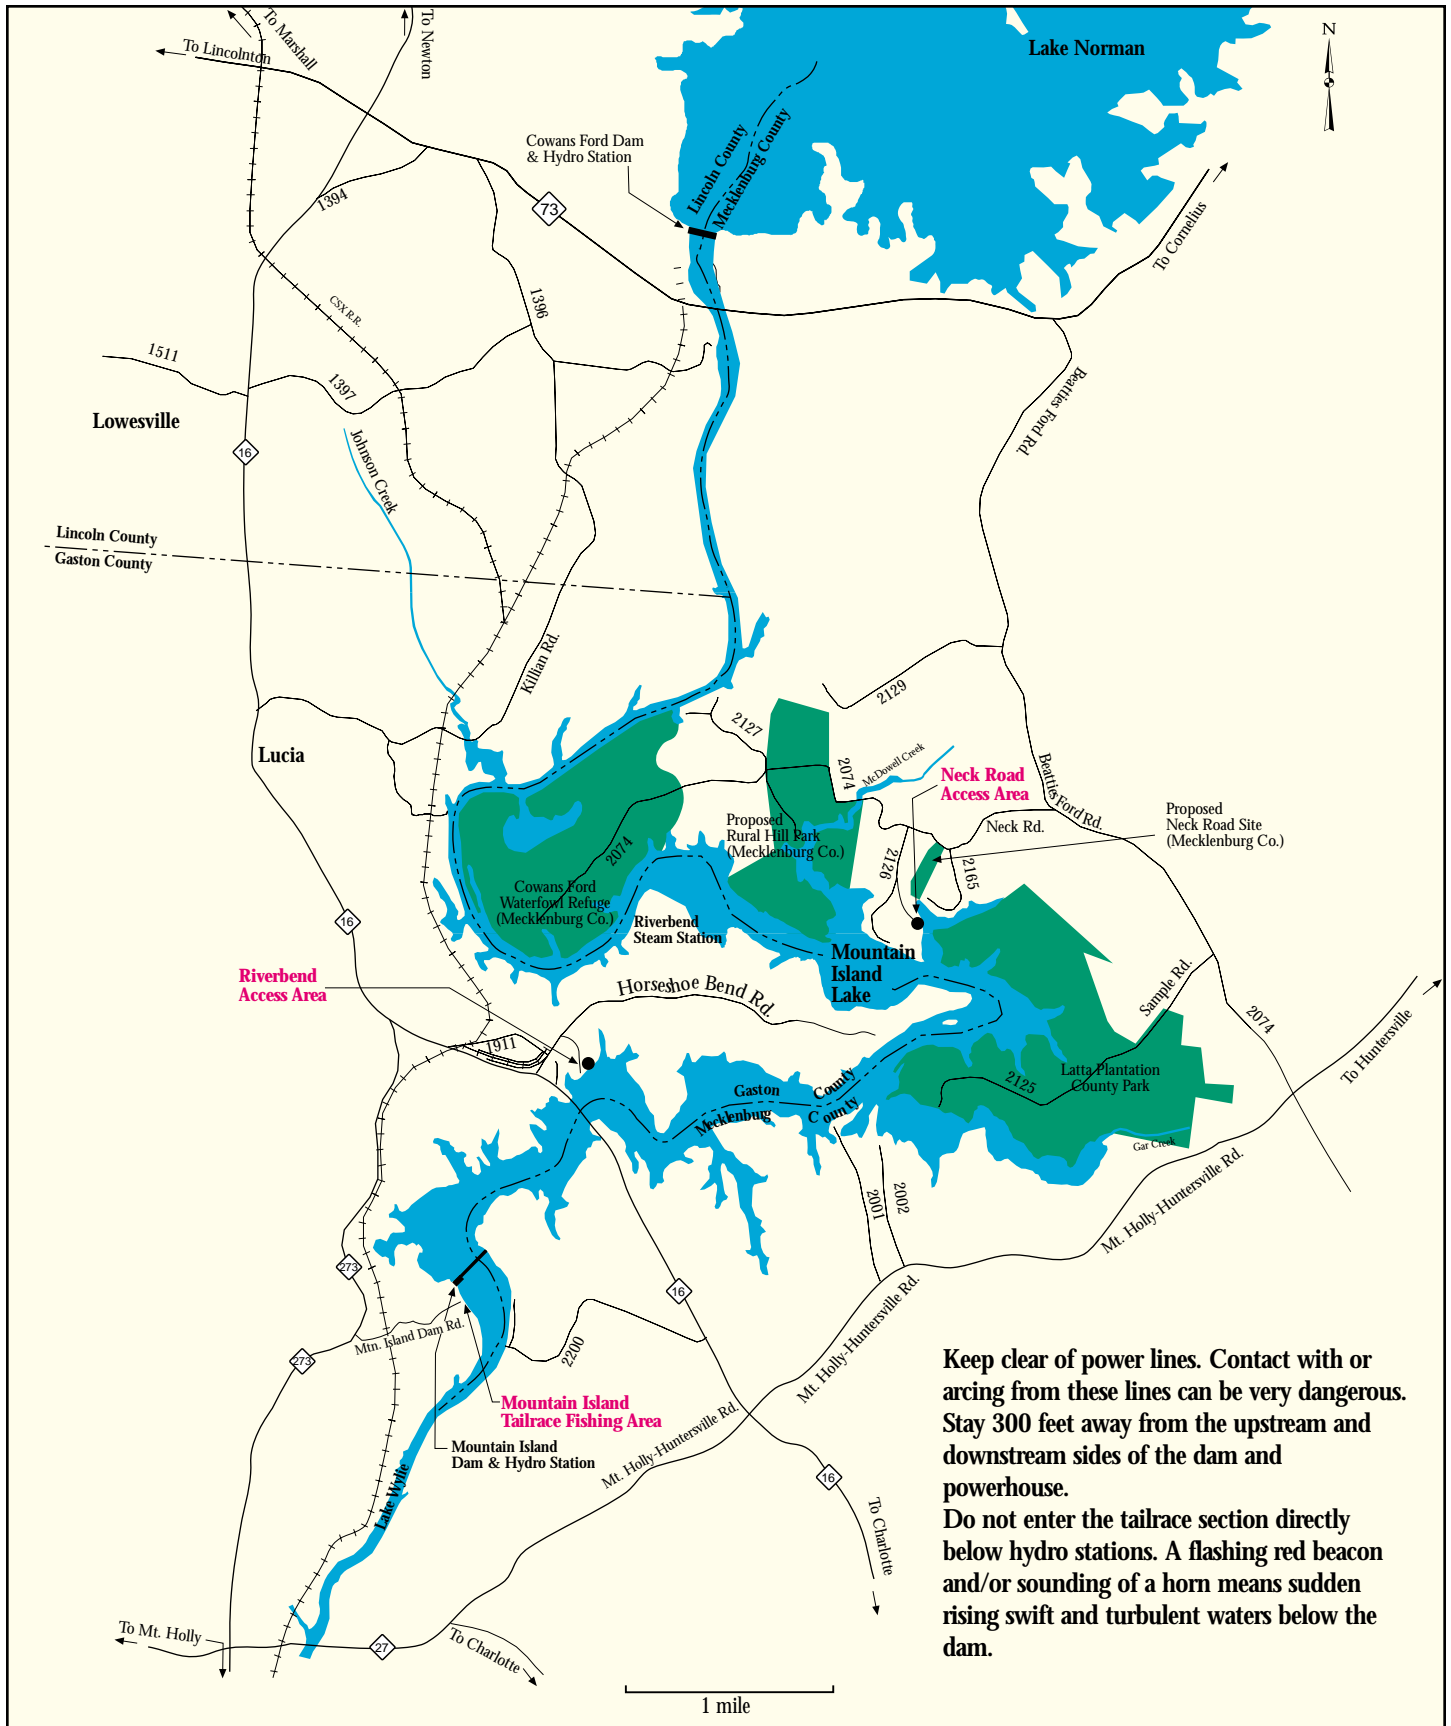 To Lincolnton
To Marshall
To Newton
Lake Norman
N
Cowans Ford Dam
& Hydro Station
Lincoln County
Mecklenburg County
1394
73
To Cornelius
1396
CSX R.R.
1511
1397
Beatties Ford Rd.
Lowesville
16
Johnson Creek
Lincoln County
Gaston County
Killian Rd.
2129
2127
Lucia
2074
McDowell Creek
Neck Road
Access Area
Beatties Ford Rd.
Proposed
Neck Road Site
(Mecklenburg Co.)
Proposed
Rural Hill Park
(Mecklenburg Co.)
Neck Rd.
2074
2126
2165
Cowans Ford
Waterfowl Refuge
(Mecklenburg Co.)
16
Riverbend
Steam Station
Mountain
Island
Lake
Riverbend
Access Area
Horseshoe Bend Rd.
Sample Rd.
2074
To Huntersville
1911
Latta Plantation
County Park
2125
Gaston County
Mecklenburg County
Gar Creek
2001
2002
Mt. Holly-Huntersville Rd.
273
16
Mtn. Island Dam Rd.
273
2200
Mt. Holly-Huntersville Rd.
Mountain Island
Tailrace Fishing Area
Mt. Holly-Huntersville Rd.
Mountain Island
Dam & Hydro Station
Lake Wylie
16
To Charlotte
Keep clear of power lines. Contact with or
arcing from these lines can be very dangerous.
Stay 300 feet away from the upstream and
downstream sides of the dam and
powerhouse.
Do not enter the tailrace section directly
below hydro stations. A flashing red beacon
and/or sounding of a horn means sudden
rising swift and turbulent waters below the
dam.
To Mt. Holly
27
To Charlotte
1 mile